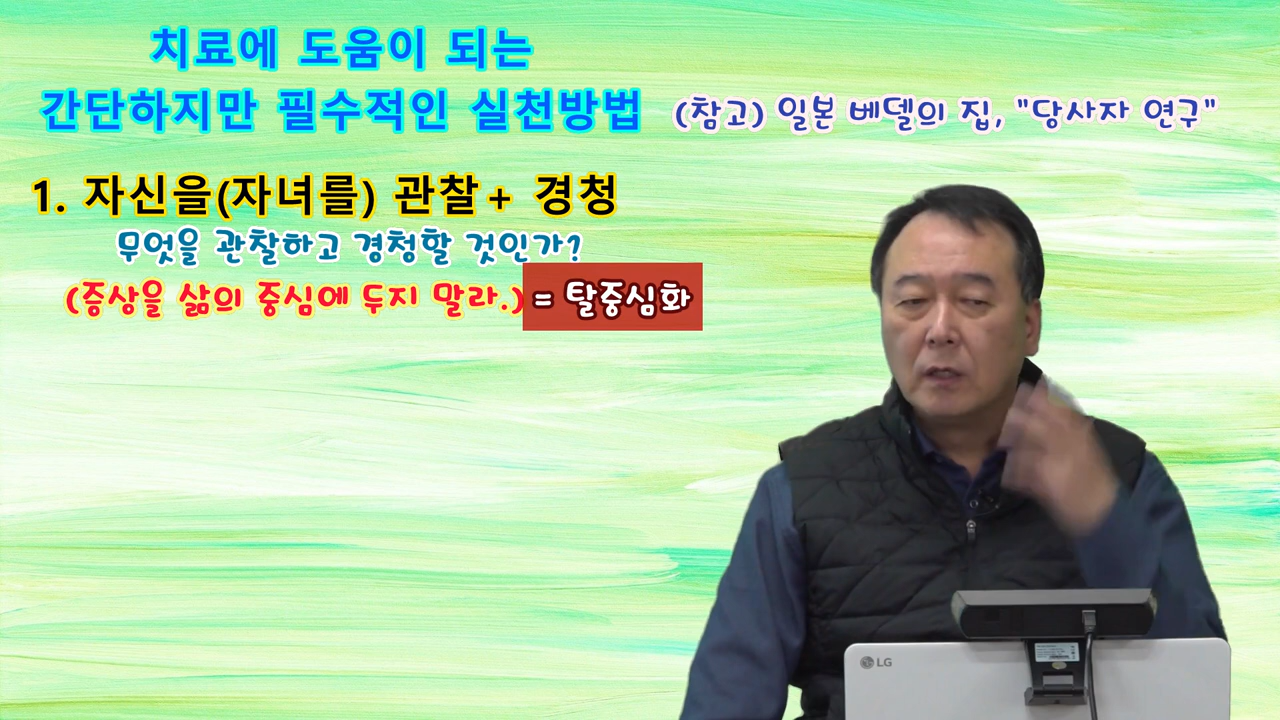 치료에 도움이 되는
간단하지만 필수적인 실천방법
(참고) 일본 베델의 집, "당사자 연구"
1. 자신을(자녀를) 관찰+ 경청
무엇을 관찰하고 경청할 것인가?
(증상을 삶의 중심에 두지 말라.) = 탈중심화
LG